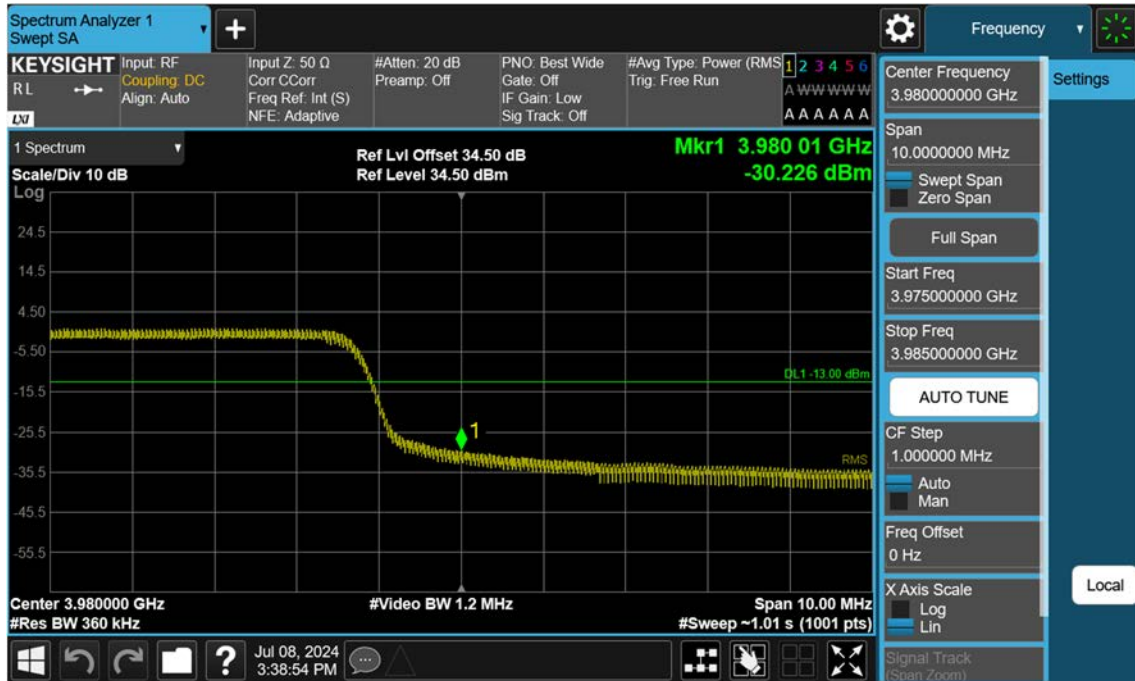 Spectrum Analyzer 1
Swept SA
Frequency
KEYSIGHT
RL
LXI
Input: RF
Coupling: DC
Align: Auto
Input Z: 50 Ω
Corr CCorr
Freq Ref: Int (S)
NFE: Adaptive
#Atten: 20 dB
Preamp: Off
PNO: Best Wide
Gate: Off
IF Gain: Low
Sig Track: Off
#Avg Type: Power (RMS
Trig: Free Run
1 2 3 4 5 6
A W W W W W
A A A A A A
1 Spectrum
Scale/Div 10 dB
Ref Lvl Offset 34.50 dB
Ref Level 34.50 dBm
Mkr1 3.980 01 GHz
-30.226 dBm
Log
24.5
14.5
4.50
-5.50
-15.5
-25.5
-35.5
-45.5
-55.5
DL1 -13.00 dBm
1
RMS
Center 3.980000 GHz
#Res BW 360 kHz
#Video BW 1.2 MHz
Span 10.00 MHz
#Sweep ~1.01 s (1001 pts)
Center Frequency
3.980000000 GHz
Settings
Span
10.0000000 MHz
Swept Span
Zero Span
Full Span
Start Freq
3.975000000 GHz
Stop Freq
3.985000000 GHz
AUTO TUNE
CF Step
1.000000 MHz
Auto
Man
Freq Offset
0 Hz
X Axis Scale
Log
Lin
Local
Signal Track
(Span Zoom)
?
Jul 08, 2024
3:38:54 PM